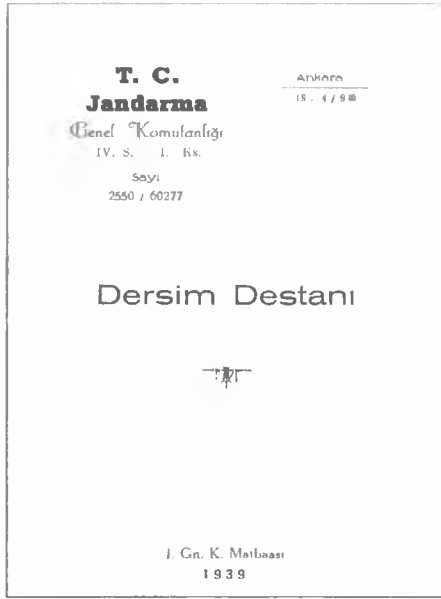 T. C.
Jandarma
Genel Komutanlığı
IV. S. 1. Ks.
Sayı
2550 / 60277
Ankara
Dersim Destanı
J. Gn. K. Matbaası
1939